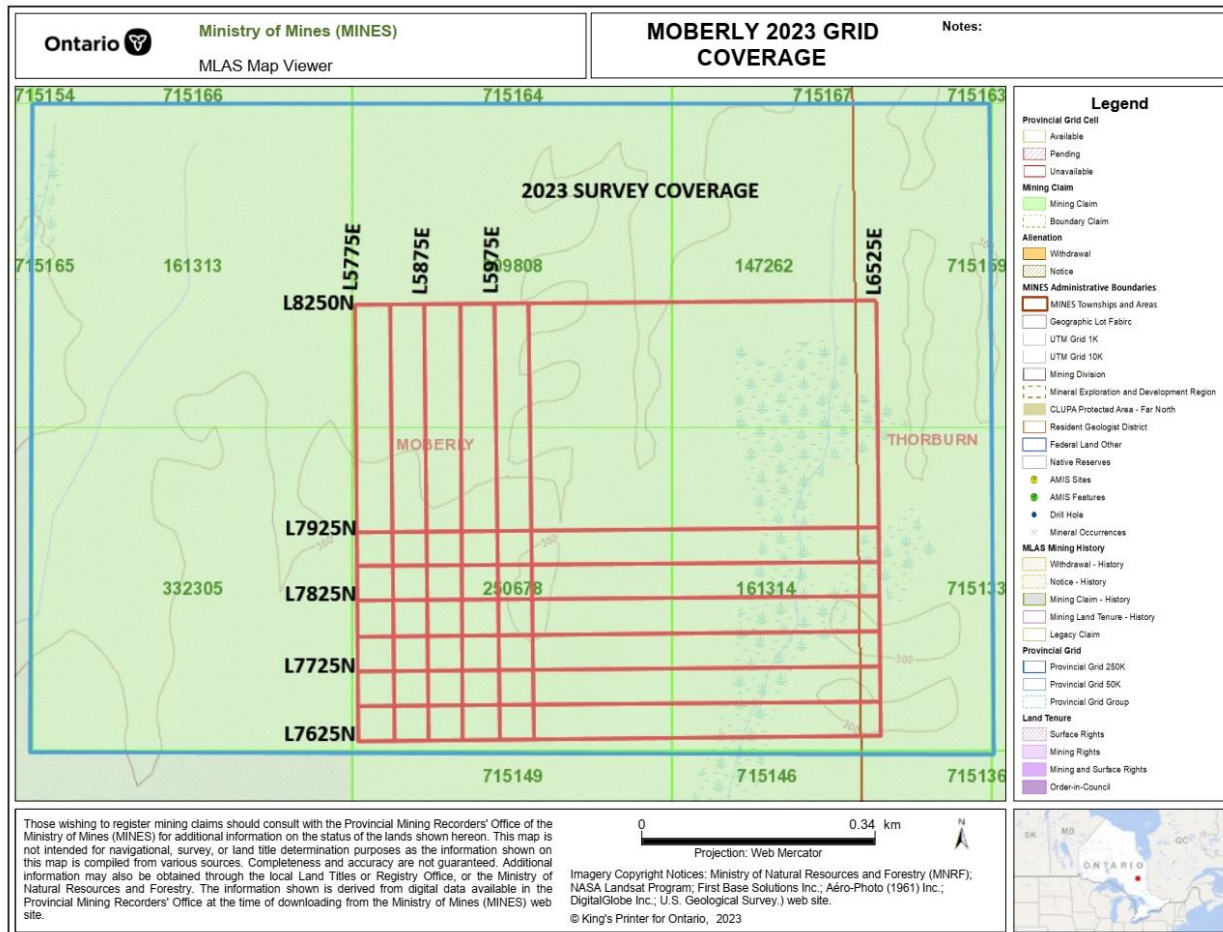 Ontario
Ministry of Mines (MINES)
MLAS Map Viewer
MOBERLY 2023 GRID
COVERAGE
Notes:
715154
715166
715164
715167
715163
2023 SURVEY COVERAGE
L5775E
L5875E
L5975E
L6525E
715165
161313
09808
147262
715159
300
L8250N
MOBERLY
THORBURN
L7925N
300
300
332305
L7825N
250678
161314
715133
300
L7725N
300
L7625N
715149
715146
715136
Legend
Provincial Grid Cell
Available
Pending
Unavailable
Mining Claim
Mining Claim
Boundary Claim
Alienation
Withdrawal
Notice
MINES Administrative Boundaries
MINES Townships and Areas
Geographic Lot Fabirc
UTM Grid 1K
UTM Grid 10K
Mining Division
Mineral Exploration and Development Region
CLUPA Protected Area - Far North
Resident Geologist District
Federal Land Other
Native Reserves
AMIS Sites
AMIS Features
Drill Hole
Mineral Occurrences
MLAS Mining History
Withdrawal - History
Notice - History
Mining Claim - History
Mining Land Tenure - History
Legacy Claim
Provincial Grid
Provincial Grid 250K
Provincial Grid 50K
Provincial Grid Group
Land Tenure
Surface Rights
Mining Rights
Mining and Surface Rights
Order-in-Council
Those wishing to register mining claims should consult with the Provincial Mining Recorders' Office of the
Ministry of Mines (MINES) for additional information on the status of the lands shown hereon. This map is
not intended for navigational, survey, or land title determination purposes as the information shown on
this map is compiled from various sources. Completeness and accuracy are not guaranteed. Additional
information may also be obtained through the local Land Titles or Registry Office, or the Ministry of
Natural Resources and Forestry. The information shown is derived from digital data available in the
Provincial Mining Recorders' Office at the time of downloading from the Ministry of Mines (MINES) web
site.
0
0.34 km
Projection: Web Mercator
N
Imagery Copyright Notices: Ministry of Natural Resources and Forestry (MNRF);
NASA Landsat Program; First Base Solutions Inc.; Aéro-Photo (1961) Inc.;
DigitalGlobe Inc.; U.S. Geological Survey.) web site.
© King's Printer for Ontario, 2023
SK
MB
ONTARIO
QC